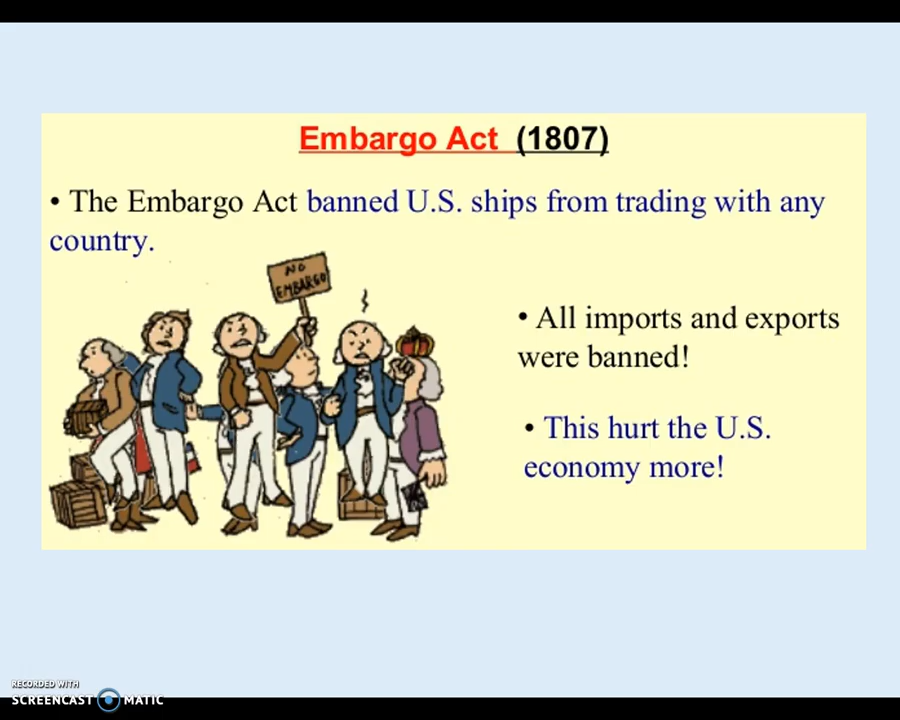 Embargo Act (1807)
• The Embargo Act banned U.S. ships from trading with any
country.
NO
EMBARGO
• All imports and exports
were banned!
• This hurt the U.S.
economy more!
RECORDED WITH
SCREENCAST MATIC